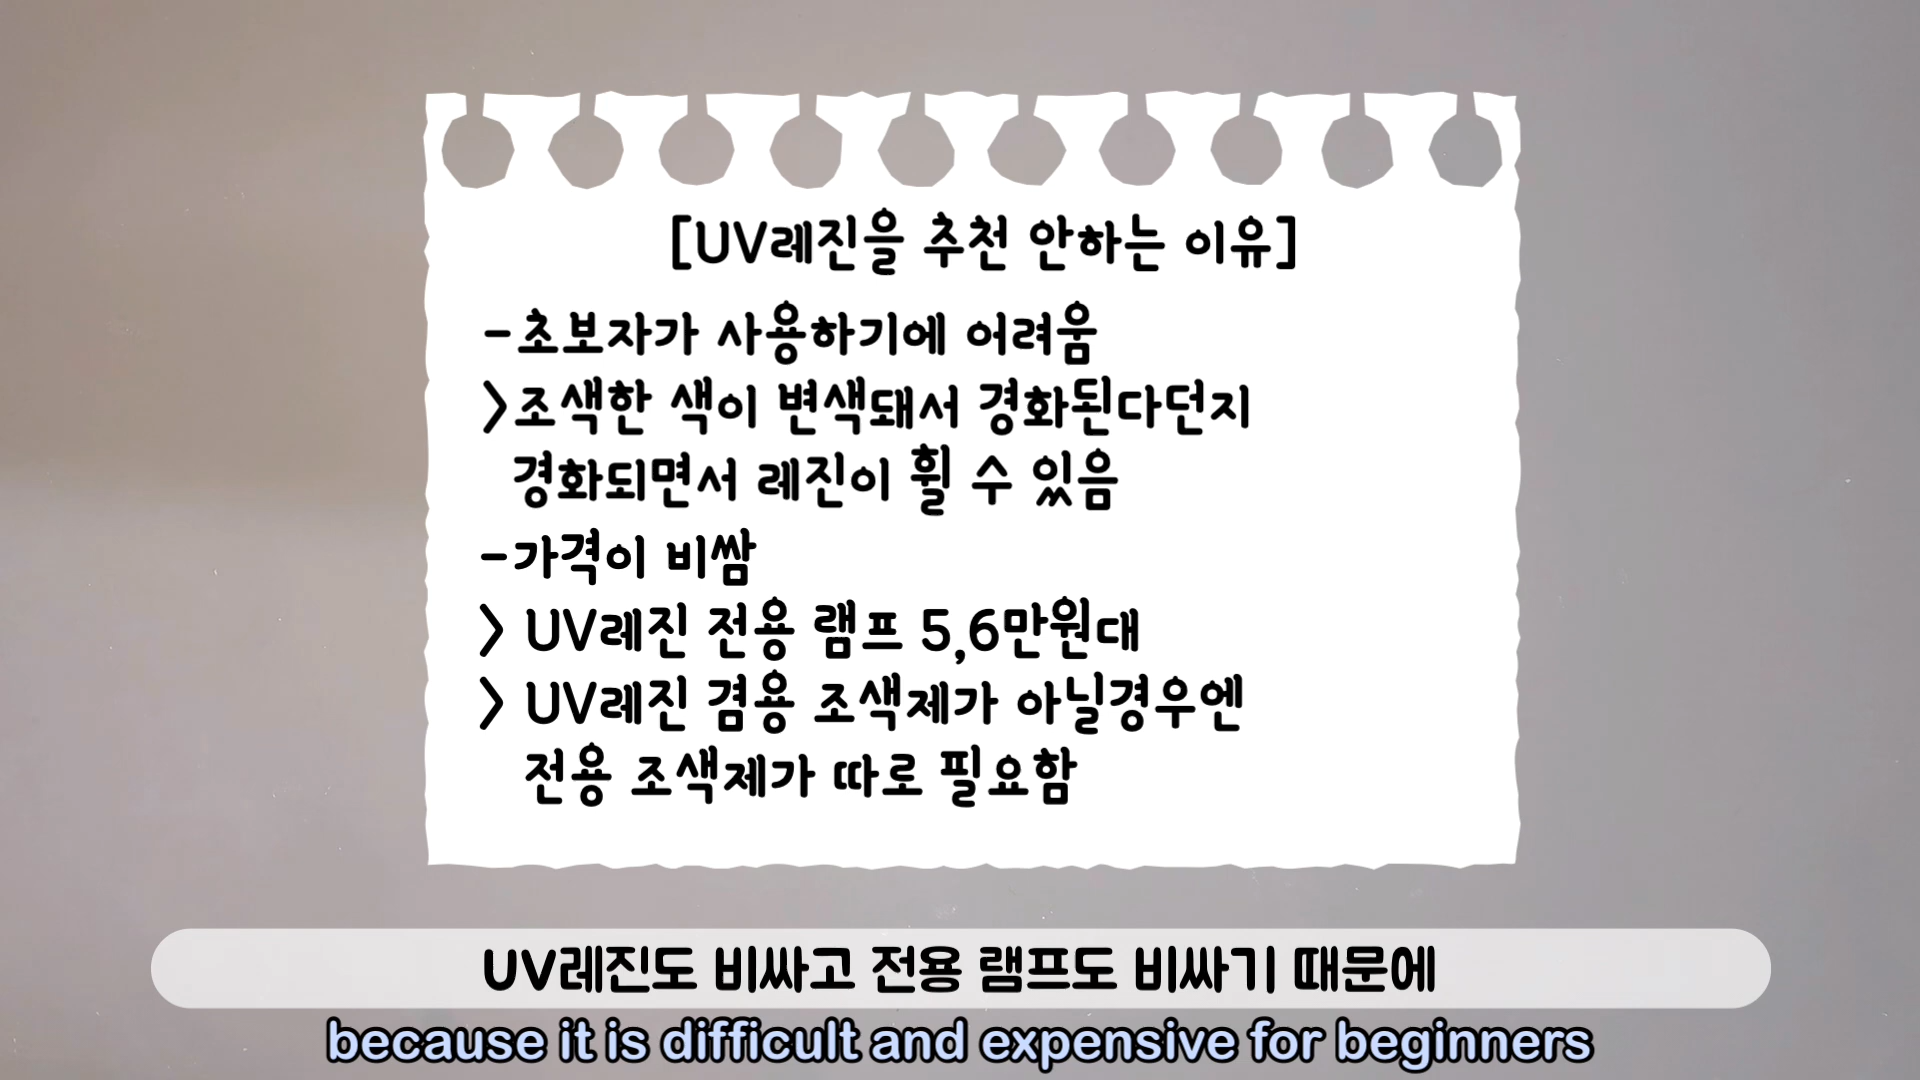 [UV레진을 추천 안하는 이유]
-초보자가 사용하기에 어려움
>조색한 색이 변색돼서 경화된다던지
경화되면서 레진이 휠 수 있음
-가격이 비쌈
> UV레진 전용 램프 5,6만원대
> UV레진 겸용 조색제가 아닐경우엔
전용 조색제가 따로 필요함
UV레진도 비싸고 전용 램프도 비싸기 때문에
because it is difficult and expensive for beginners